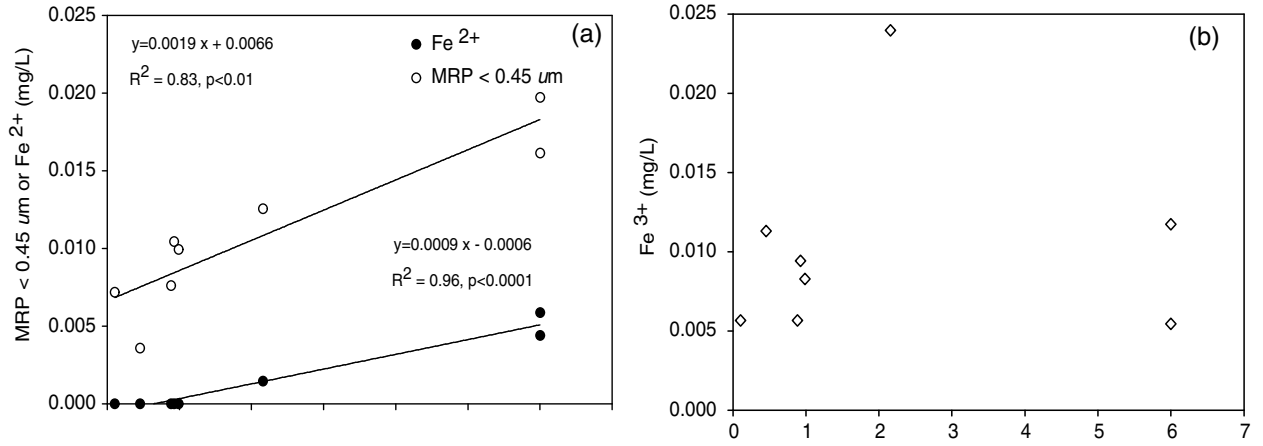 0.025
0.020
0.015
0.010
0.005
0.000
MRP < 0.45 um or Fe 2+ (mg/L)
(a)
y=0.0019 x + 0.0066
R2 = 0.83, p<0.01
Fe 2+
MRP < 0.45 um
y=0.0009 x - 0.0006
R2 = 0.96, p<0.0001
0.025
0.020
0.015
0.010
0.005
0.000
Fe 3+ (mg/L)
(b)
0 1 2 3 4 5 6 7